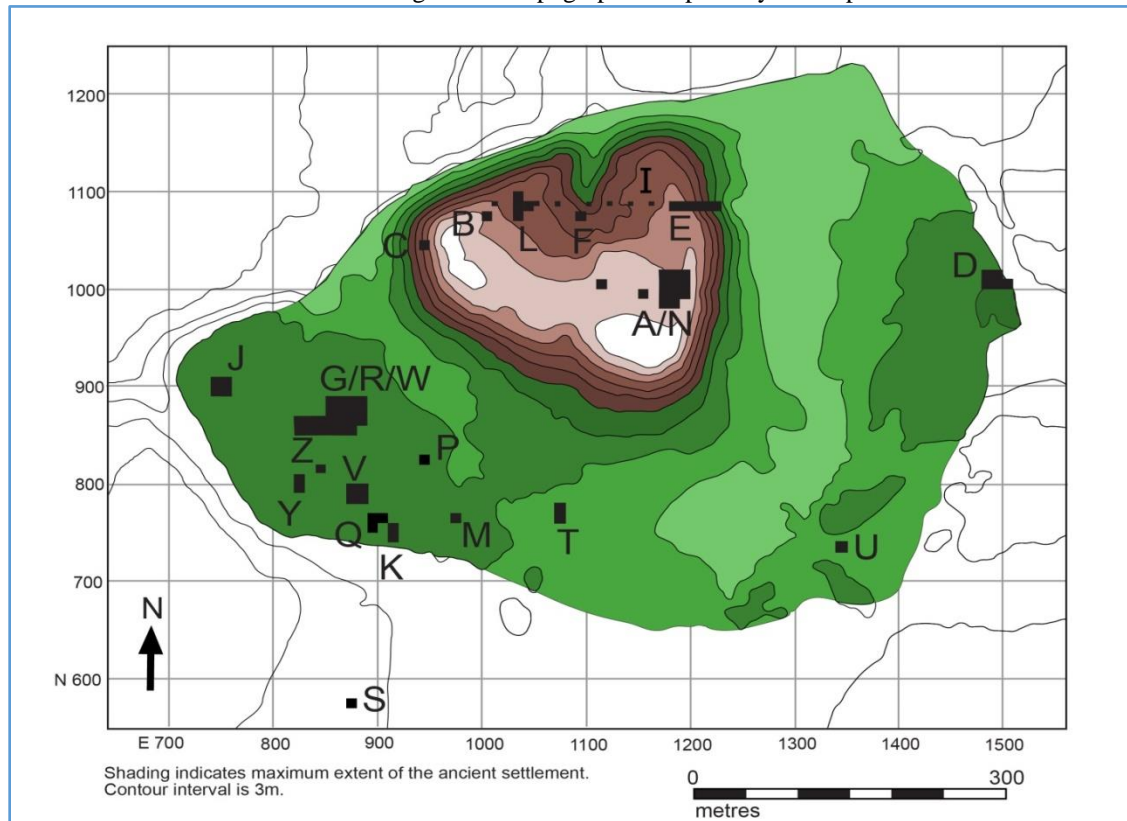 1200
1100
I
B
L
F
E
C
D
1000
A/N
J
900
G/R/W
P
Z
V
800
Y
Q
M
T
U
K
700
N
N 600
S
E 700
800
900
1000
1100
1200
1300
1400
1500
Shading indicates maximum extent of the ancient settlement.
Contour interval is 3m.
0
300
metres